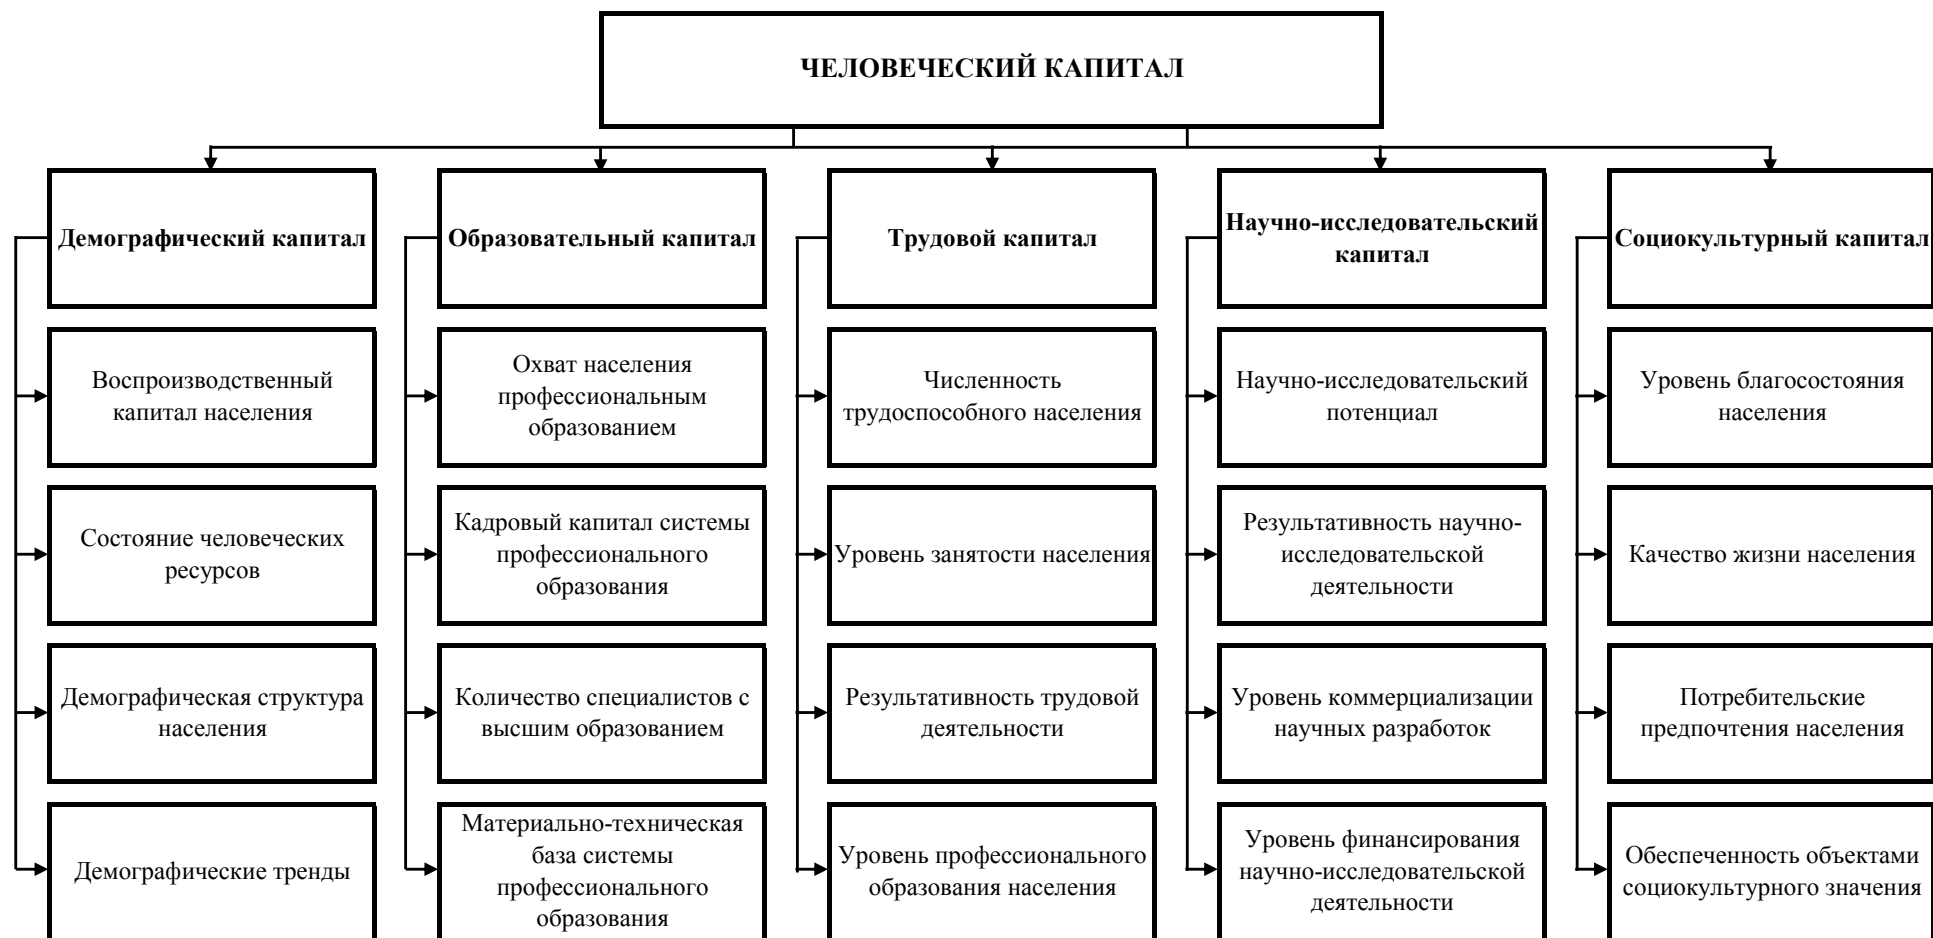 ЧЕЛОВЕЧЕСКИЙ КАПИТАЛ
Демографический капитал
Образовательный капитал
Трудовой капитал
Научно-исследовательский
капитал
Социокультурный капитал
Воспроизводственный
капитал населения
Охват населения
профессиональным
образованием
Численность
трудоспособного населения
Научно-исследовательский
потенциал
Уровень благосостояния
населения
Состояние человеческих
ресурсов
Кадровый капитал системы
профессионального
образования
Уровень занятости населения
Результативность научно-
исследовательской
деятельности
Качество жизни населения
Демографическая структура
населения
Количество специалистов с
высшим образованием
Результативность трудовой
деятельности
Уровень коммерциализации
научных разработок
Потребительские
предпочтения населения
Демографические тренды
Материально-техническая
база системы
профессионального
образования
Уровень профессионального
образования населения
Уровень финансирования
научно-исследовательской
деятельности
Обеспеченность объектами
социокультурного значения